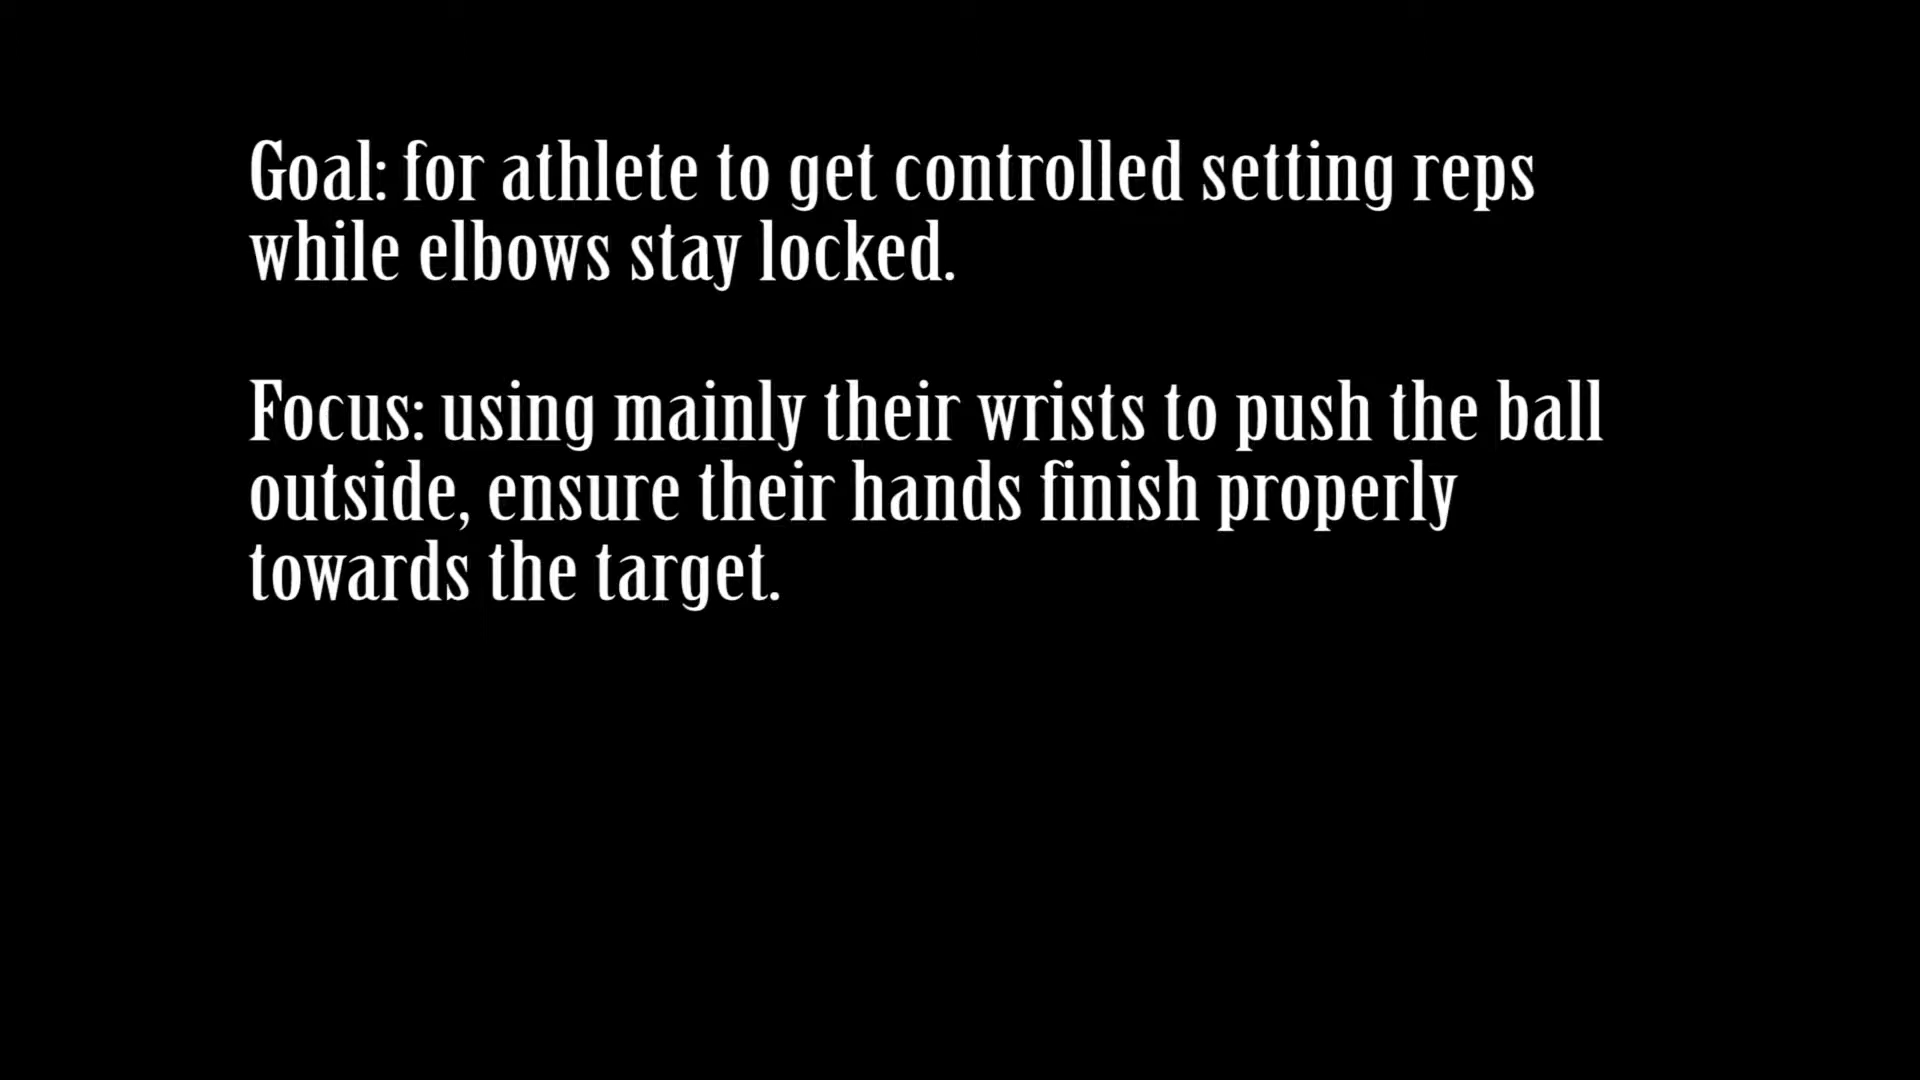 Goal: for athlete to get controlled setting reps
while elbows stay locked.
Focus: using mainly their wrists to push the ball
outside, ensure their hands finish properly
towards the target.